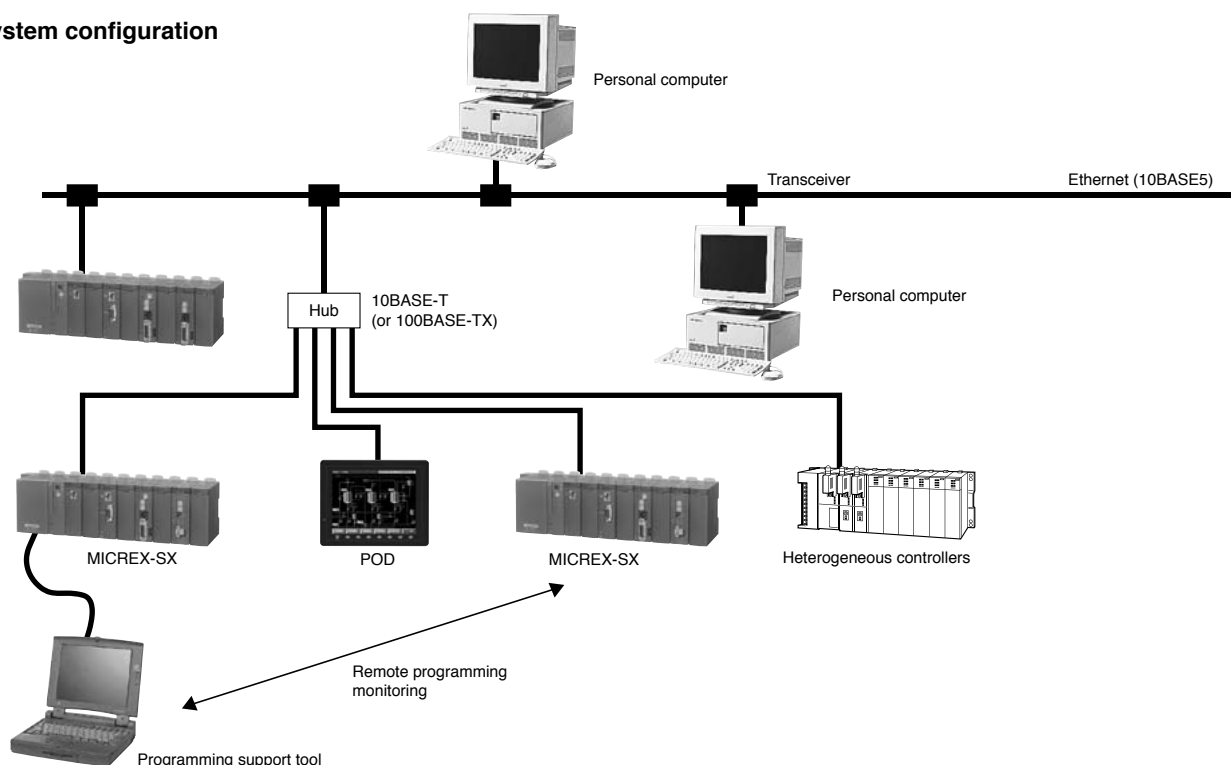 ystem configuration
Personal computer
Transceiver
Ethernet (10BASE5)
Personal computer
Hub
10BASE-T
(or 100BASE-TX)
MICREX-SX
POD
MICREX-SX
Heterogeneous controllers
Remote programming
monitoring
Programming support tool